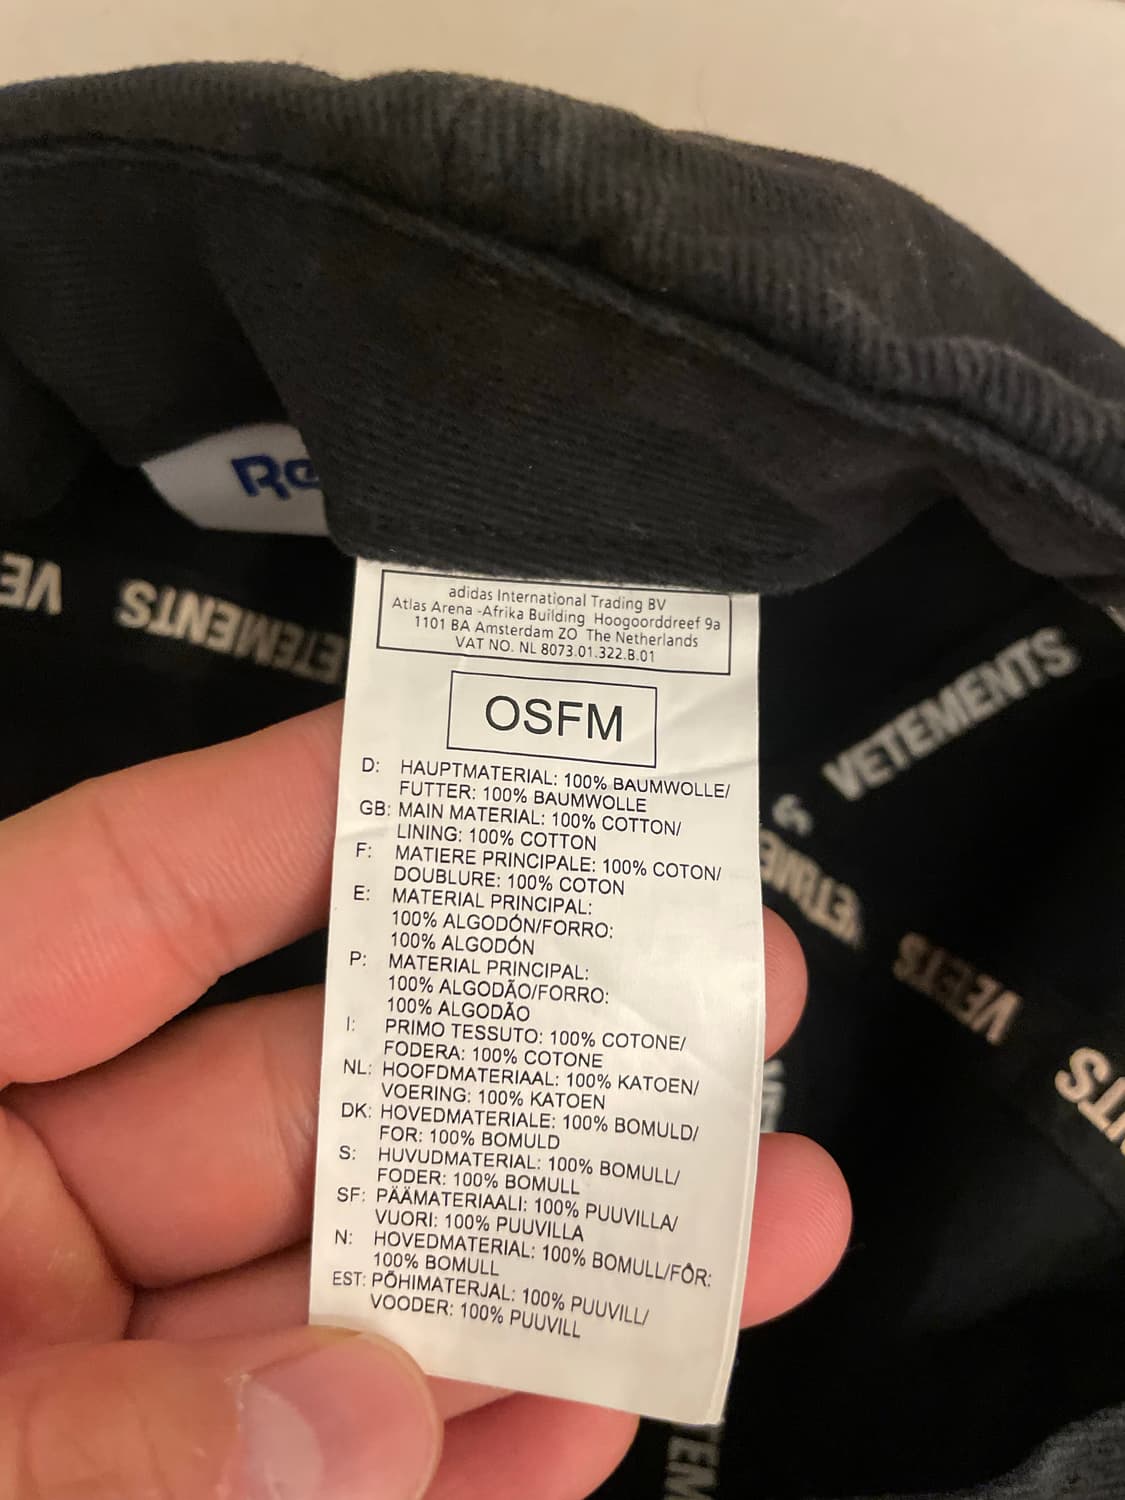 Re
VETEMENTS
ETEMENTS
adidas International Trading BV
Atlas Arena -Afrika Building Hoogoorddreef 9a
1101 BA Amsterdam ZO The Netherlands
VAT NO. NL 8073.01.322.B.01
OSFM
D: HAUPTMATERIAL: 100% BAUMWOLLE/
FUTTER: 100% BAUMWOLLE
GB: MAIN MATERIAL: 100% COTTON/
LINING: 100% COTTON
F: MATIERE PRINCIPALE: 100% COTON/
DOUBLURE: 100% COTON
E: MATERIAL PRINCIPAL:
100% ALGODÓN/FORRO:
100% ALGODÓN
P: MATERIAL PRINCIPAL:
100% ALGODÃO/FORRO:
100% ALGODÃO
I: PRIMO TESSUTO: 100% COTONE/
FODERA: 100% COTONE
NL: HOOFDMATERIAAL: 100% KATOEN/
VOERING: 100% KATOEN
DK: HOVEDMATERIALE: 100% BOMULD/
FOR: 100% BOMULD
S: HUVUDMATERIAL: 100% BOMULL/
FODER: 100% BOMULL
SF: PÄÄMATERIAALI: 100% PUUVILLA/
VUORI: 100% PUUVILLA
N: HOVEDMATERIAL: 100% BOMULL/FÔR:
100% BOMULL
EST: PÕHIMATERJAL: 100% PUUVILL/
VOODER: 100% PUUVILL